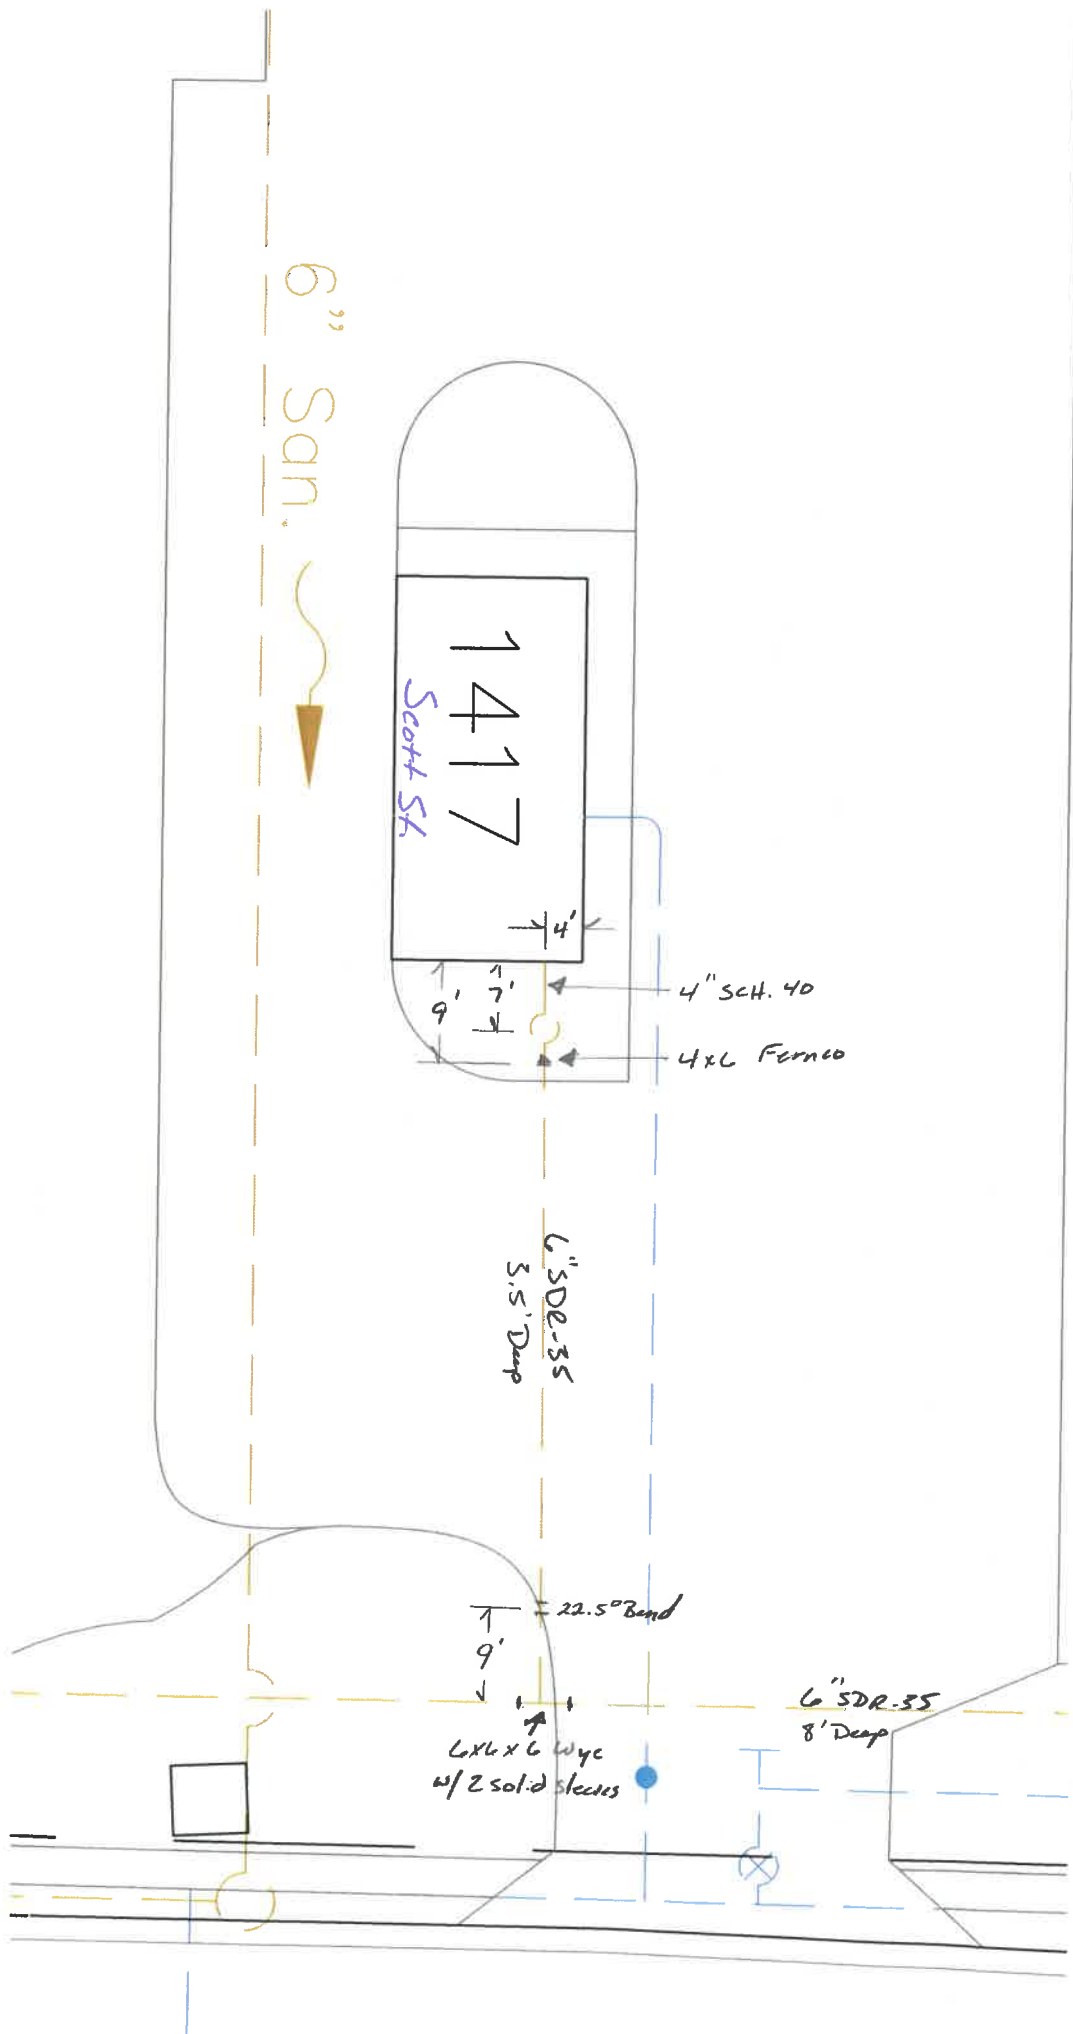 6" San.
1417
Scott St.
4'
7'
9'
4" SCH. 40
4x6 Fernco
6" SDR-35
3.5' Deep
22.5° Bend
9'
6" SDR-35
8' Deep
6x6x6 Wye
w/ 2 solid sleeves